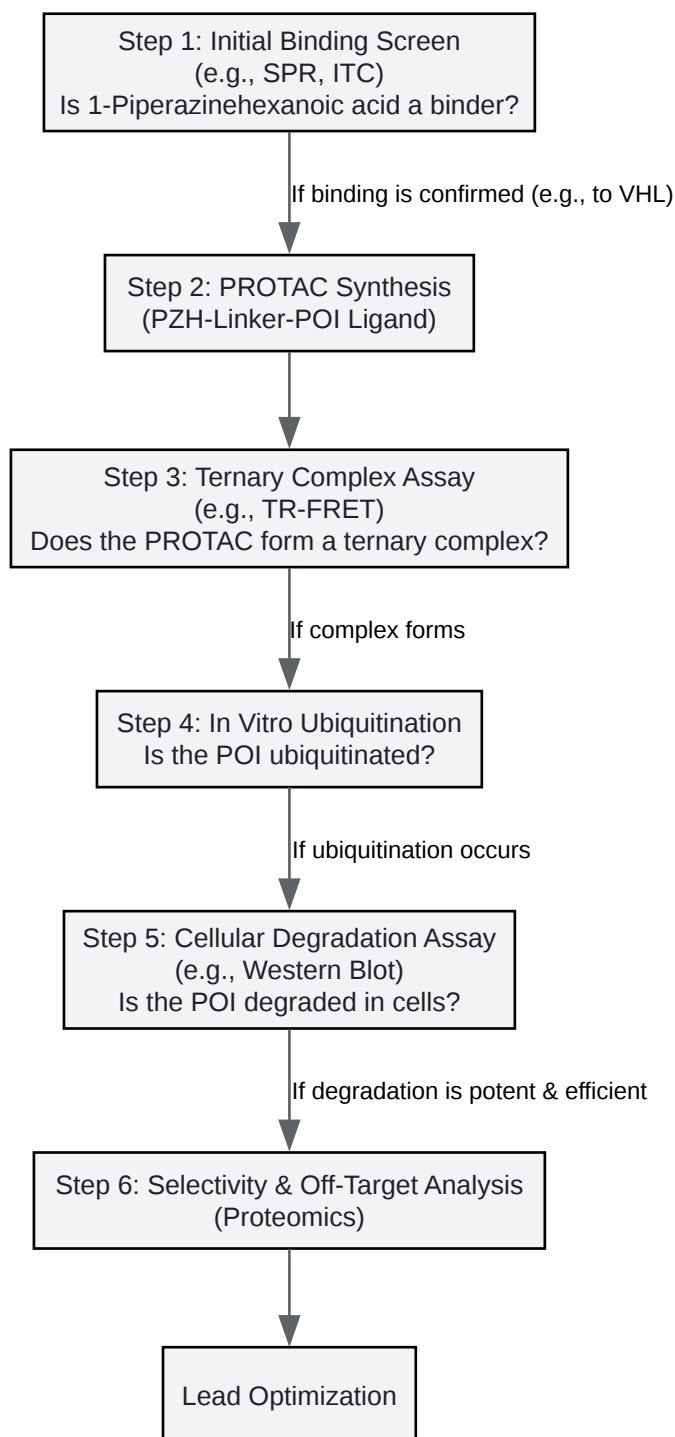 Step 1: Initial Binding Screen
(e.g., SPR, ITC)
Is 1-Piperazinehexanoic acid a binder?
If binding is confirmed (e.g., to VHL)
Step 2: PROTAC Synthesis
(PZH-Linker-POI Ligand)
Step 3: Ternary Complex Assay
(e.g., TR-FRET)
Does the PROTAC form a ternary complex?
If complex forms
Step 4: In Vitro Ubiquitination
Is the POI ubiquitinated?
If ubiquitination occurs
Step 5: Cellular Degradation Assay
(e.g., Western Blot)
Is the POI degraded in cells?
If degradation is potent & efficient
Step 6: Selectivity & Off-Target Analysis
(Proteomics)
Lead Optimization